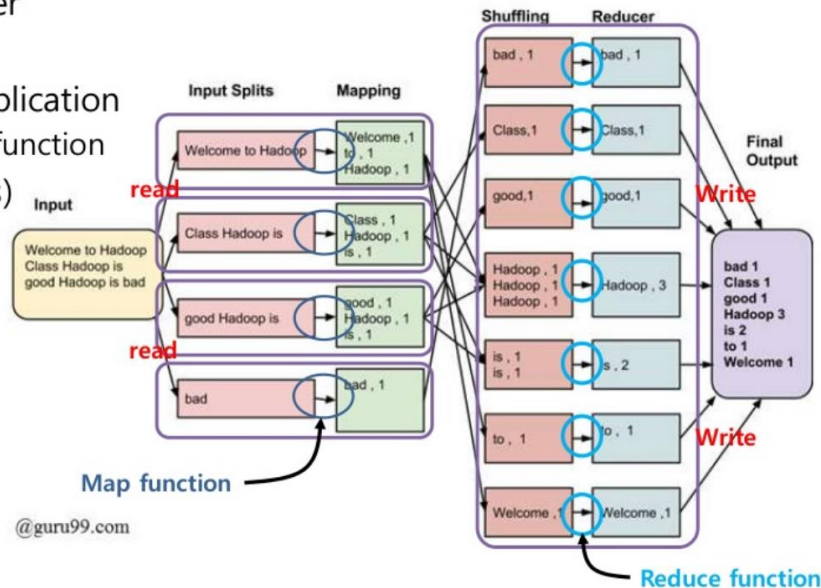 er
plication
function
s)
Input
Welcome to Hadoop
Class Hadoop is
good Hadoop is bad
read
read
Input Splits
Mapping
Welcome to Hadoop
Welcome ,1
to , 1
Hadoop , 1
Class Hadoop is
Class , 1
Hadoop , 1
is , 1
good Hadoop is
good , 1
Hadoop , 1
is , 1
bad
bad , 1
Map function
@guru99.com
Shuffling
Reducer
bad , 1
bad , 1
Class,1
Class,1
good,1
good,1
Hadoop , 1
Hadoop , 1
Hadoop , 1
Hadoop , 3
is , 1
is , 1
is , 2
to , 1
to , 1
Welcome ,1
Welcome ,1
Reduce function
Write
Write
Final
Output
bad 1
Class 1
good 1
Hadoop 3
is 2
to 1
Welcome 1